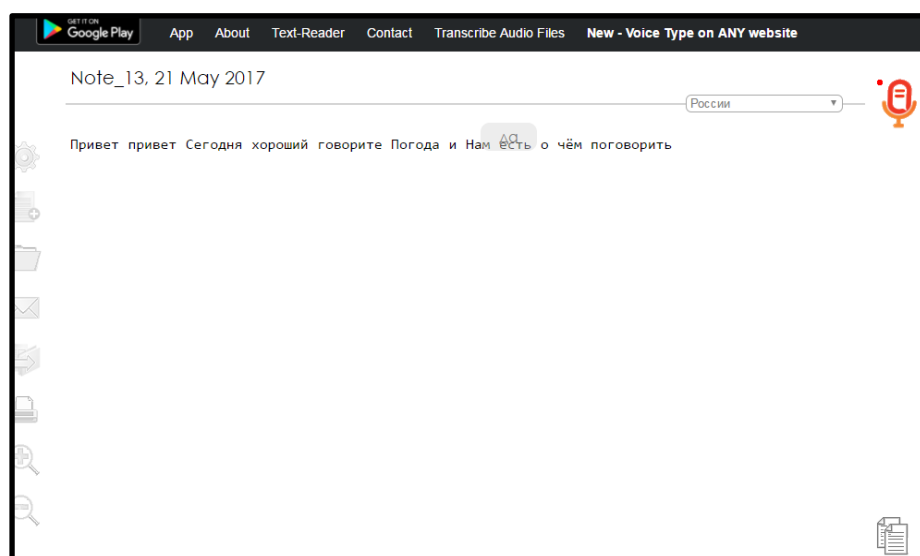 GET IT ON
Google Play App About Text-Reader Contact Transcribe Audio Files New - Voice Type on ANY website
Note_13, 21 May 2017
России
Привет привет Сегодня хороший говорите Погода и Нам есть о чём поговорить